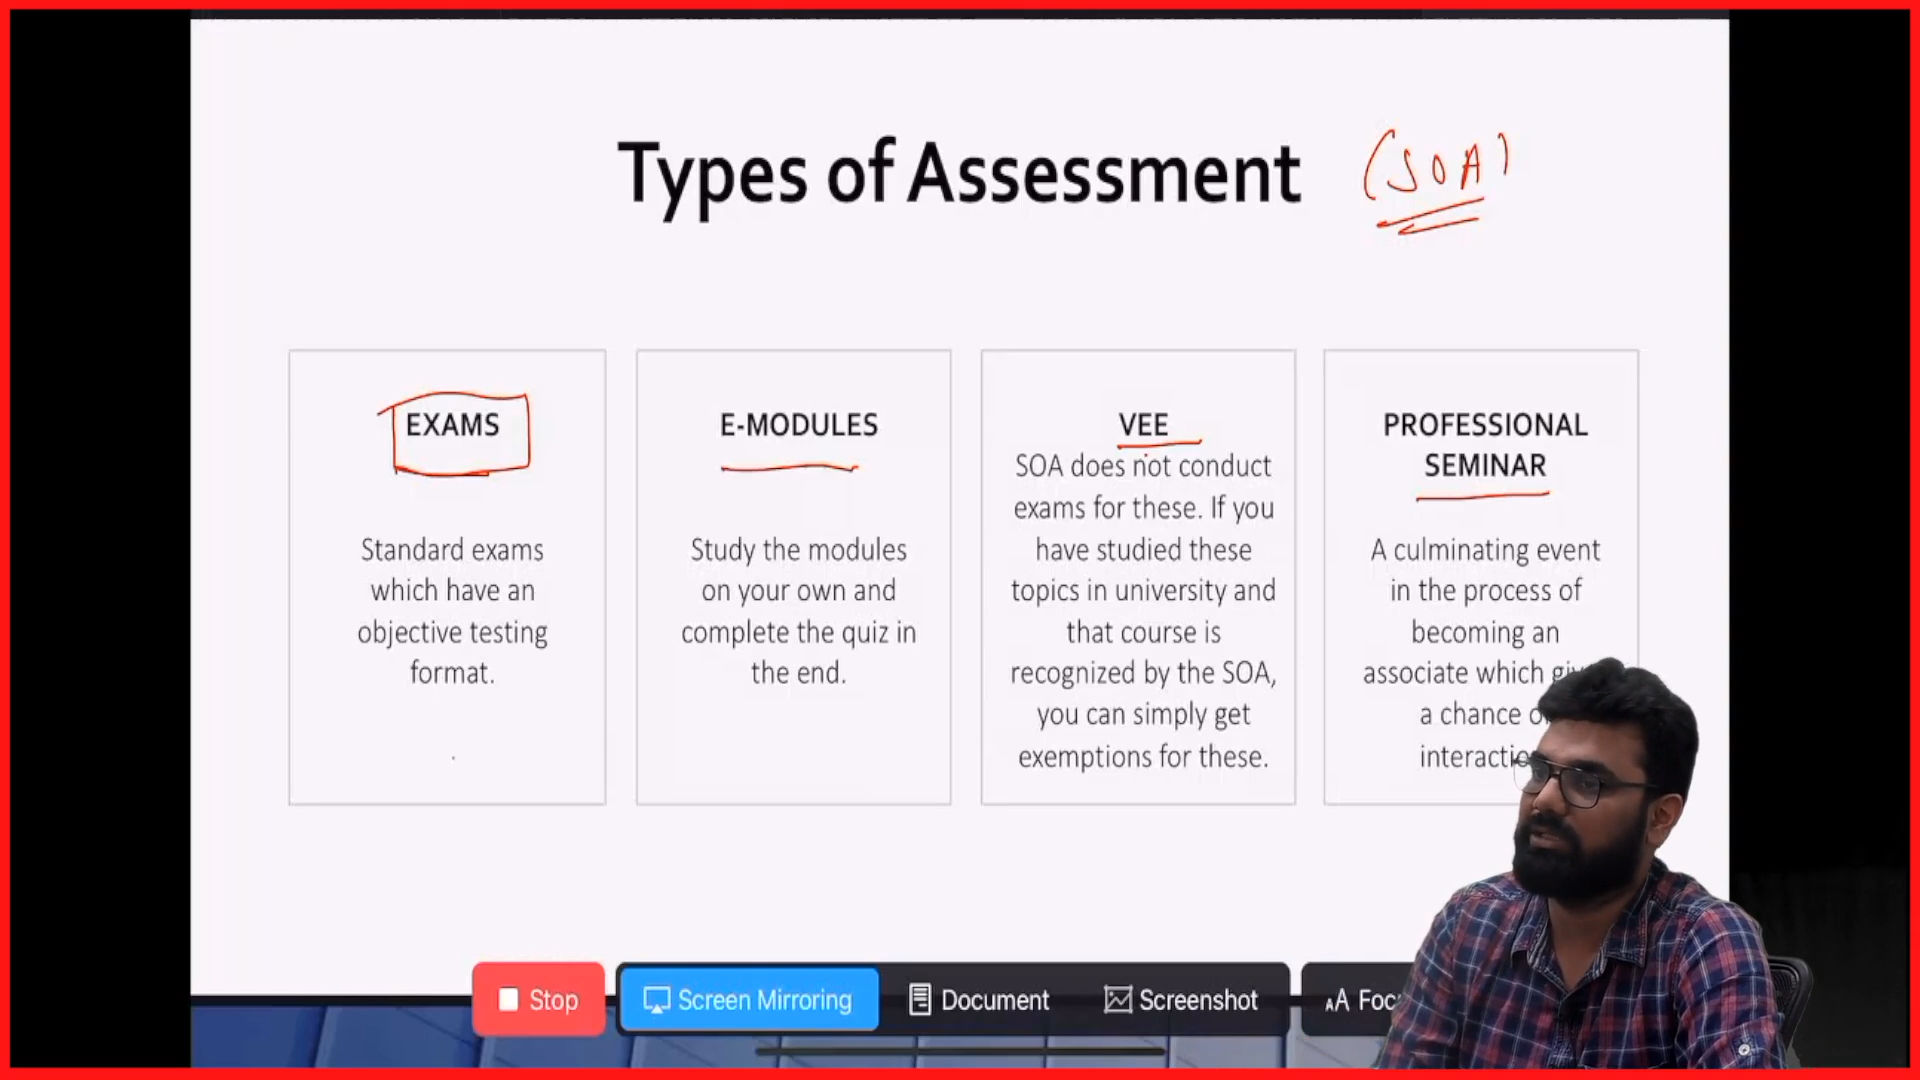 Types of Assessment (SOA)
EXAMS
Standard exams
which have an
objective testing
format.
.
E-MODULES
Study the modules
on your own and
complete the quiz in
the end.
VEE
SOA does not conduct
exams for these. If you
have studied these
topics in university and
that course is
recognized by the SOA,
you can simply get
exemptions for these.
PROFESSIONAL
SEMINAR
A culminating event
in the process of
becoming an
associate which
a chance
Stop
Screen Mirroring
Document
Screenshot
AA